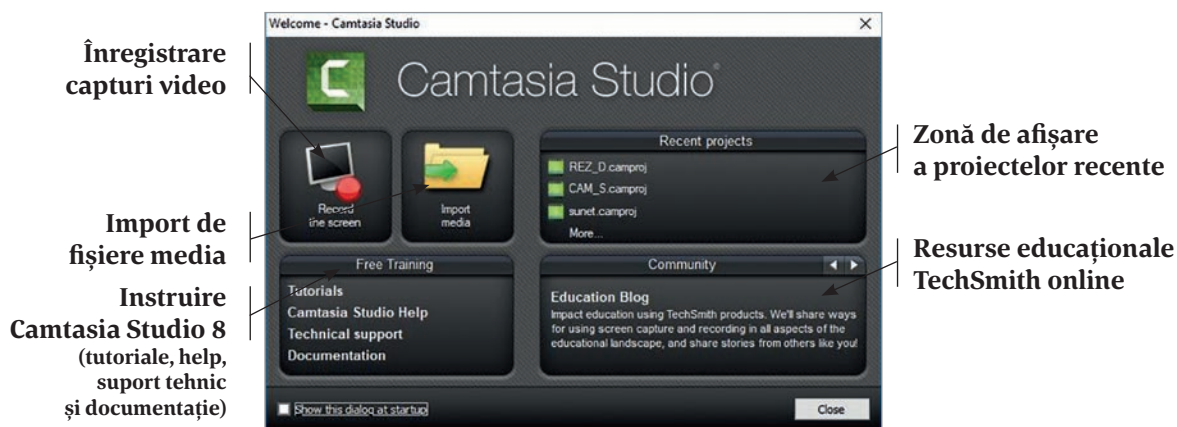 Welcome - Camtasia Studio
Înregistrare
capturi video
Camtasia Studio®
Record
the screen
Import
media
Recent projects
REZ_D.camproj
CAM_S.camproj
sunet.camproj
More...
Zonă de afișare
a proiectelor recente
Import de
fișiere media
Free Training
Tutorials
Camtasia Studio Help
Technical support
Documentation
Instruire
Camtasia Studio 8
(tutoriale, help,
suport tehnic
și documentație)
Community
Education Blog
Impact education using TechSmith products. We'll share ways
for using screen capture and recording in all aspects of the
educational landscape, and share stories from others like you!
Resurse educaționale
TechSmith online
Show this dialog at startup
Close